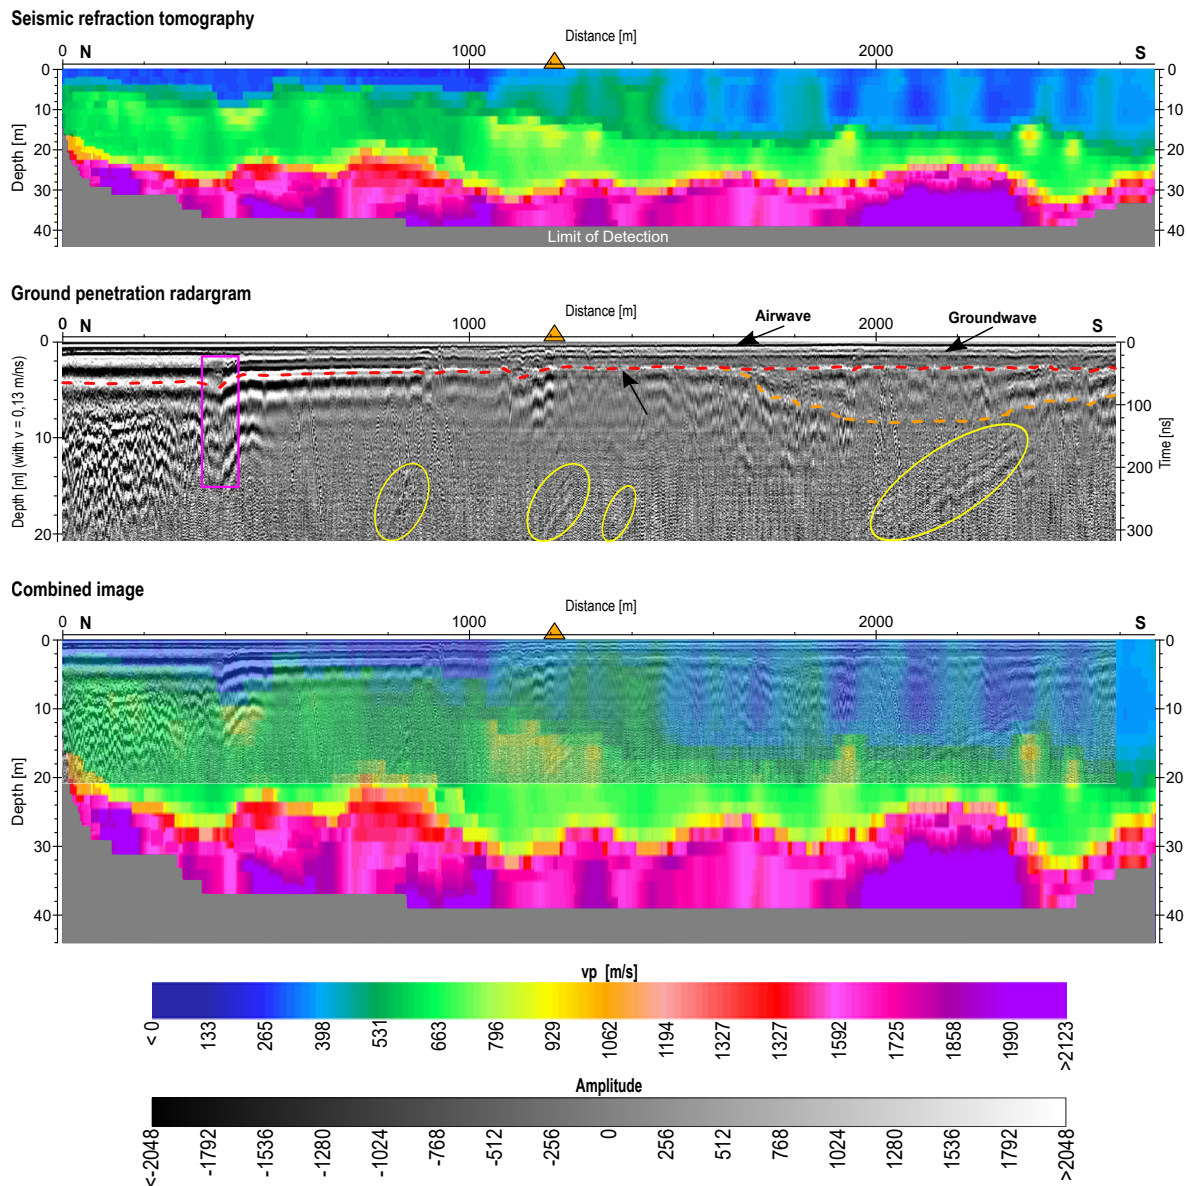 Seismic refraction tomography
Distance [m]
0 N 1000 2000 S
0 0
10 10
20 20
30 30
40 40
Depth [m]
Limit of Detection
Ground penetration radargram
Distance [m]
Airwave
Groundwave
0 N 1000 2000 S
0 0
100
10
200
20 300
Depth [m] (with v = 0,13 m/ns)
Time [ns]
Combined image
Distance [m]
0 N 1000 2000 S
0 0
10 10
20 20
30 30
40 40
Depth [m]
vp [m/s]
< 0 133 265 398 531 663 796 929 1062 1194 1327 1327 1592 1725 1858 1990 >2123
Amplitude
<-2048 -1792 -1536 -1280 -1024 -768 -512 -256 0 256 512 768 1024 1280 1536 1792 >2048